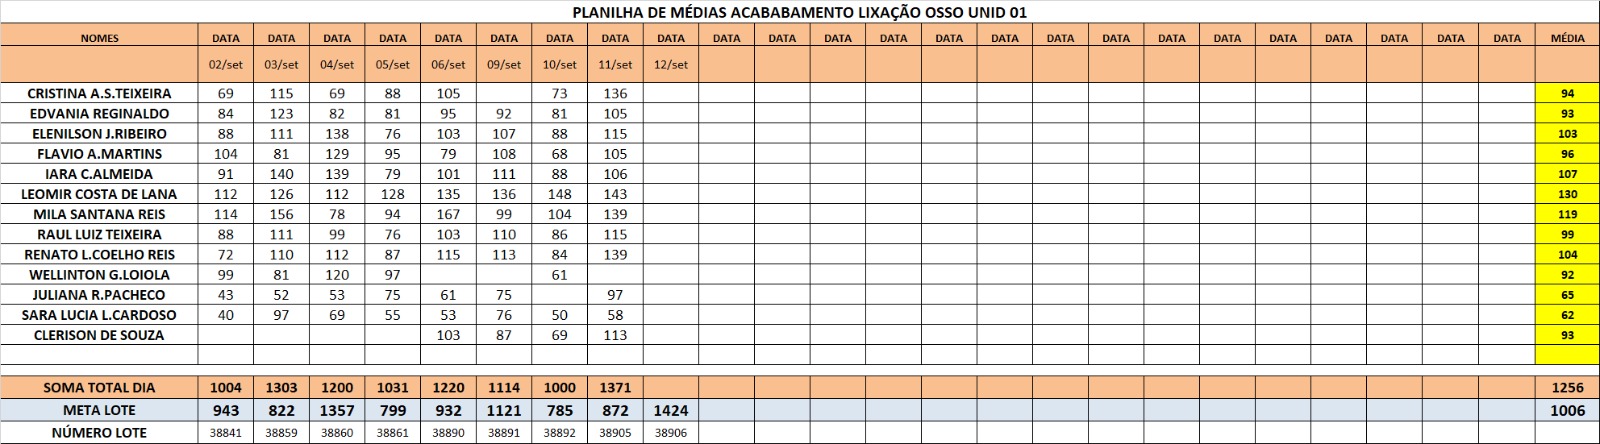 PLANILHA DE MÉDIAS ACABABAMENTO LIXAÇÃO OSSO UNID 01
NOMES DATA DATA DATA DATA DATA DATA DATA DATA DATA DATA DATA DATA DATA DATA DATA DATA DATA DATA DATA DATA DATA DATA DATA DATA MÉDIA
02/set 03/set 04/set 05/set 06/set 09/set 10/set 11/set 12/set
CRISTINA A.S.TEIXEIRA 69 115 69 88 105 73 136 94
EDVANIA REGINALDO 84 123 82 81 95 92 81 105 93
ELENILSON J.RIBEIRO 88 111 138 76 103 107 88 115 103
FLAVIO A.MARTINS 104 81 129 95 79 108 68 105 96
IARA C.ALMEIDA 91 140 139 79 101 111 88 106 107
LEOMIR COSTA DE LANA 112 126 112 128 135 136 148 143 130
MILA SANTANA REIS 114 156 78 94 167 99 104 139 119
RAUL LUIZ TEIXEIRA 88 111 99 76 103 110 86 115 99
RENATO L.COELHO REIS 72 110 112 87 115 113 84 139 104
WELLINTON G.LOIOLA 99 81 120 97 61 92
JULIANA R.PACHECO 43 52 53 75 61 75 97 65
SARA LUCIA L.CARDOSO 40 97 69 55 53 76 50 58 62
CLERISON DE SOUZA 103 87 69 113 93
SOMA TOTAL DIA 1004 1303 1200 1031 1220 1114 1000 1371 1256
META LOTE 943 822 1357 799 932 1121 785 872 1424 1006
NÚMERO LOTE 38841 38859 38860 38861 38890 38891 38892 38905 38906